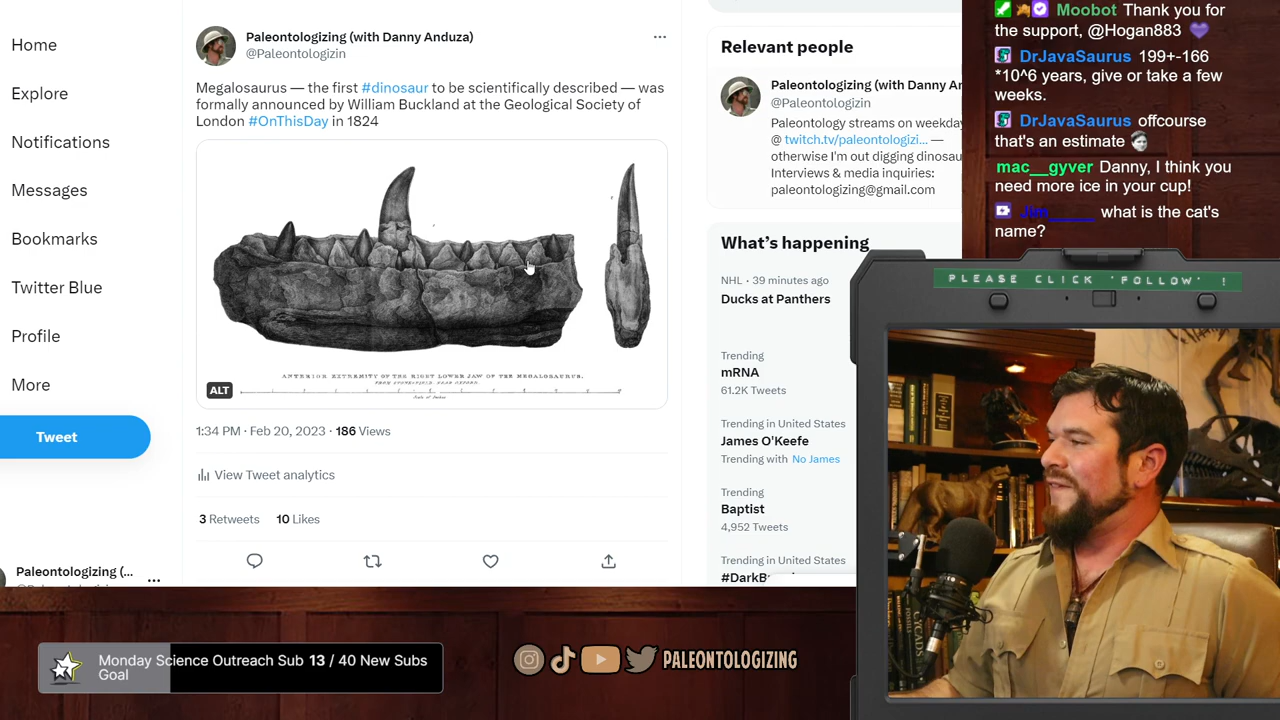 Home
Explore
Notifications
Messages
Bookmarks
Twitter Blue
Profile
More
Tweet
Paleontologizing (...
Paleontologizing (with Danny Anduza)
@Paleontologizin
Megalosaurus — the first #dinosaur to be scientifically described — was
formally announced by William Buckland at the Geological Society of
London #OnThisDay in 1824
ANTERIOR EXTREMITY OF THE RIGHT LOWER JAW OF THE MEGALOSAURUS,
FROM STONESFIELD, NEAR OXFORD.
ALT
1:34 PM · Feb 20, 2023 · 186 Views
View Tweet analytics
3 Retweets 10 Likes
Relevant people
Paleontologizing (with Danny An
@Paleontologizin
Paleontology streams on weekday
@ twitch.tv/paleontologizi... —
otherwise I'm out digging dinosau
Interviews & media inquiries:
paleontologizing@gmail.com
What's happening
NHL · 39 minutes ago
Ducks at Panthers
Trending
mRNA
61.2K Tweets
Trending in United States
James O'Keefe
Trending with No James
Trending
Baptist
4,952 Tweets
Trending in United States
Moobot Thank you for
the support, @Hogan883
DrJavaSaurus 199+-166
*10^6 years, give or take a few
weeks.
DrJavaSaurus offcourse
that's an estimate
mac__gyver Danny, I think you
need more ice in your cup!
Jim_____ what is the cat's
name?
PLEASE CLICK 'FOLLOW' !
CYCADS
Monday Science Outreach Sub 13 / 40 New Subs
Goal
PALEONTOLOGIZING